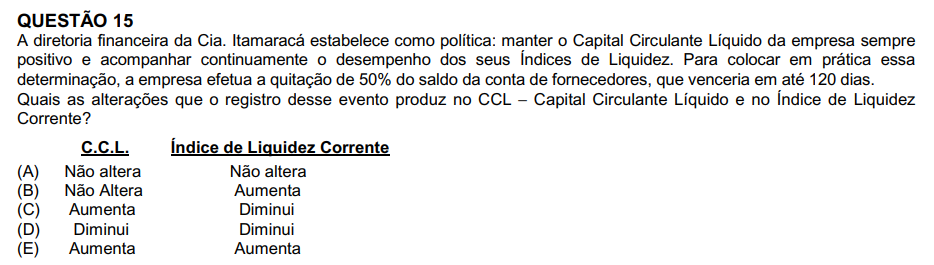 QUESTÃO 15
A diretoria financeira da Cia. Itamaracá estabelece como política: manter o Capital Circulante Líquido da empresa sempre
positivo e acompanhar continuamente o desempenho dos seus Índices de Liquidez. Para colocar em prática essa
determinação, a empresa efetua a quitação de 50% do saldo da conta de fornecedores, que venceria em até 120 dias.
Quais as alterações que o registro desse evento produz no CCL – Capital Circulante Líquido e no Índice de Liquidez
Corrente?
C.C.L. Índice de Liquidez Corrente
(A) Não altera Não altera
(B) Não Altera Aumenta
(C) Aumenta Diminui
(D) Diminui Diminui
(E) Aumenta Aumenta